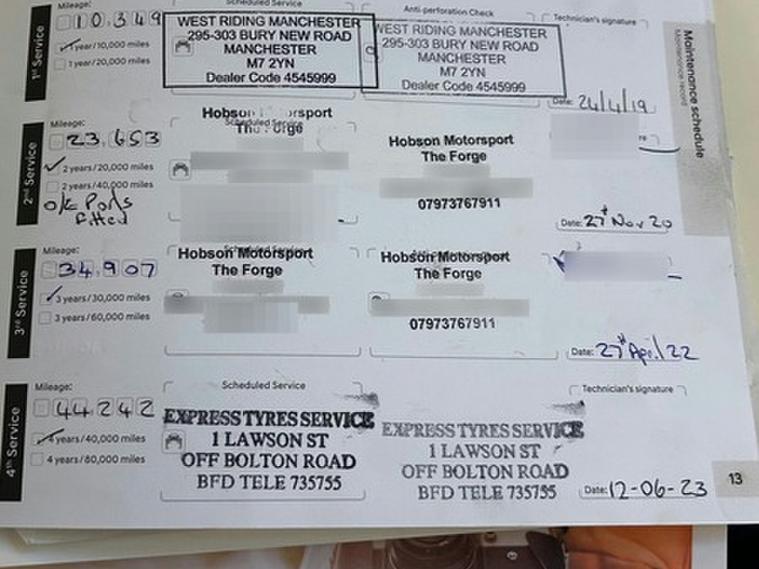 Maintenance schedule
Maintenance record
1st Service
Mileage:
10,349
1 year/10,000 miles
1 year/20,000 miles
Scheduled Service
WEST RIDING MANCHESTER
295-303 BURY NEW ROAD
MANCHESTER
M7 2YN
Dealer Code 4545999
Anti-perforation Check
WEST RIDING MANCHESTER
295-303 BURY NEW ROAD
MANCHESTER
M7 2YN
Dealer Code 4545999
Technician's signature
Date: 24/4/19
2nd Service
Mileage:
23,653
2 years/20,000 miles
2 years/40,000 miles
Fitted
Scheduled Service
Hobson
The Forge
Hobson Motorsport
The Forge
07973767911
Date: 27th Nov 20
3rd Service
Mileage:
34,907
3 years/30,000 miles
3 years/60,000 miles
Scheduled Service
Hobson Motorsport
The Forge
Hobson Motorsport
The Forge
07973767911
Date: 27th April 22
4th Service
Mileage:
44242
4 years/40,000 miles
4 years/80,000 miles
Scheduled Service
EXPRESS TYRES SERVICE
1 LAWSON ST
OFF BOLTON ROAD
BFD TELE 735755
EXPRESS TYRES SERVICE
1 LAWSON ST
OFF BOLTON ROAD
BFD TELE 735755
Technician's signature
Date: 12-06-23
13